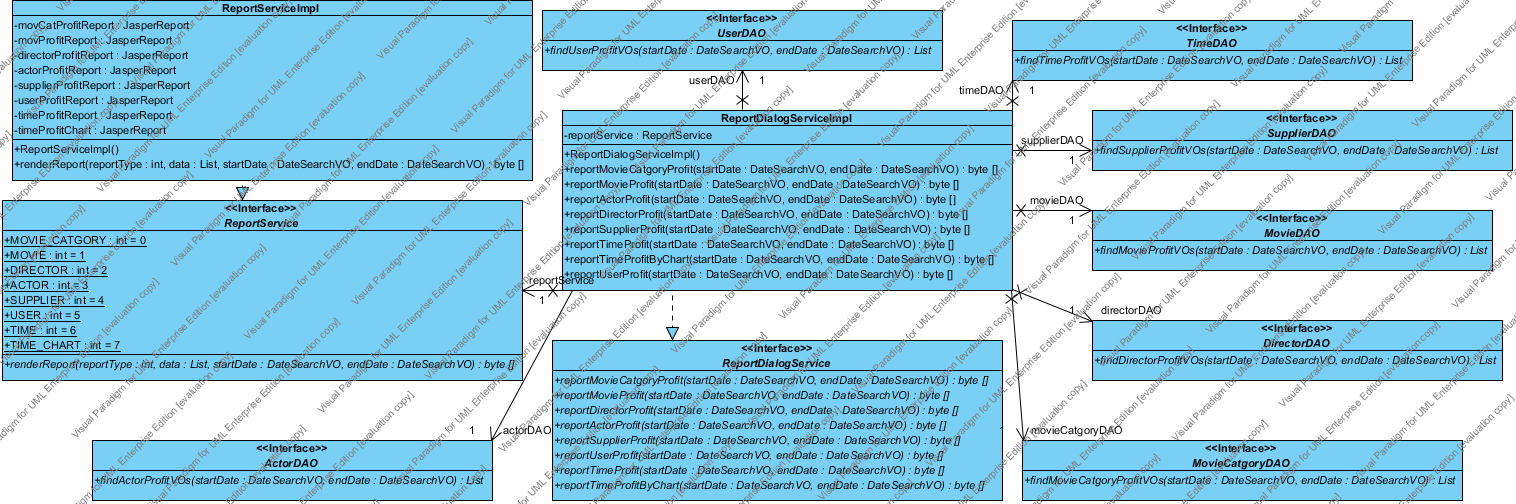 ReportServiceImpl
-movCatProfitReport : JasperReport
-movProfitReport : JasperReport
-directorProfitReport : JasperReport
-actorProfitReport : JasperReport
-supplierProfitReport : JasperReport
-userProfitReport : JasperReport
-timeProfitReport : JasperReport
-timeProfitChart : JasperReport
+ReportServiceImpl()
+renderReport(reportType : int, data : List, startDate : DateSearchVO, endDate : DateSearchVO) : byte []
<<Interface>>
UserDAO
+findUserProfitVOs(startDate : DateSearchVO, endDate : DateSearchVO) : List
userDAO
1
<<Interface>>
TimeDAO
+findTimeProfitVOs(startDate : DateSearchVO, endDate : DateSearchVO) : List
timeDAO
1
ReportDialogServiceImpl
-reportService : ReportService
+ReportDialogServiceImpl()
+reportMovieCatgoryProfit(startDate : DateSearchVO, endDate : DateSearchVO) : byte []
+reportMovieProfit(startDate : DateSearchVO, endDate : DateSearchVO) : byte []
+reportActorProfit(startDate : DateSearchVO, endDate : DateSearchVO) : byte []
+reportDirectorProfit(startDate : DateSearchVO, endDate : DateSearchVO) : byte []
+reportSupplierProfit(startDate : DateSearchVO, endDate : DateSearchVO) : byte []
+reportTimeProfit(startDate : DateSearchVO, endDate : DateSearchVO) : byte []
+reportTimeProfitByChart(startDate : DateSearchVO, endDate : DateSearchVO) : byte []
+reportUserProfit(startDate : DateSearchVO, endDate : DateSearchVO) : byte []
supplierDAO
1
<<Interface>>
SupplierDAO
+findSupplierProfitVOs(startDate : DateSearchVO, endDate : DateSearchVO) : List
movieDAO
1
<<Interface>>
MovieDAO
+findMovieProfitVOs(startDate : DateSearchVO, endDate : DateSearchVO) : List
<<Interface>>
ReportService
+MOVIE_CATGORY : int = 0
+MOVIE : int = 1
+DIRECTOR : int = 2
+ACTOR : int = 3
+SUPPLIER : int = 4
+USER : int = 5
+TIME : int = 6
+TIME_CHART : int = 7
+renderReport(reportType : int, data : List, startDate : DateSearchVO, endDate : DateSearchVO) : byte []
reportService
1
directorDAO
1
<<Interface>>
DirectorDAO
+findDirectorProfitVOs(startDate : DateSearchVO, endDate : DateSearchVO) : List
<<Interface>>
ReportDialogService
+reportMovieCatgoryProfit(startDate : DateSearchVO, endDate : DateSearchVO) : byte []
+reportMovieProfit(startDate : DateSearchVO, endDate : DateSearchVO) : byte []
+reportDirectorProfit(startDate : DateSearchVO, endDate : DateSearchVO) : byte []
+reportActorProfit(startDate : DateSearchVO, endDate : DateSearchVO) : byte []
+reportSupplierProfit(startDate : DateSearchVO, endDate : DateSearchVO) : byte []
+reportUserProfit(startDate : DateSearchVO, endDate : DateSearchVO) : byte []
+reportTimeProfit(startDate : DateSearchVO, endDate : DateSearchVO) : byte []
+reportTimeProfitByChart(startDate : DateSearchVO, endDate : DateSearchVO) : byte []
1
actorDAO
<<Interface>>
ActorDAO
+findActorProfitVOs(startDate : DateSearchVO, endDate : DateSearchVO) : List
movieCatgoryDAO
<<Interface>>
MovieCatgoryDAO
+findMovieCatgoryProfitVOs(startDate : DateSearchVO, endDate : DateSearchVO) : List
Visual Paradigm for UML Enterprise Edition [evaluation copy]